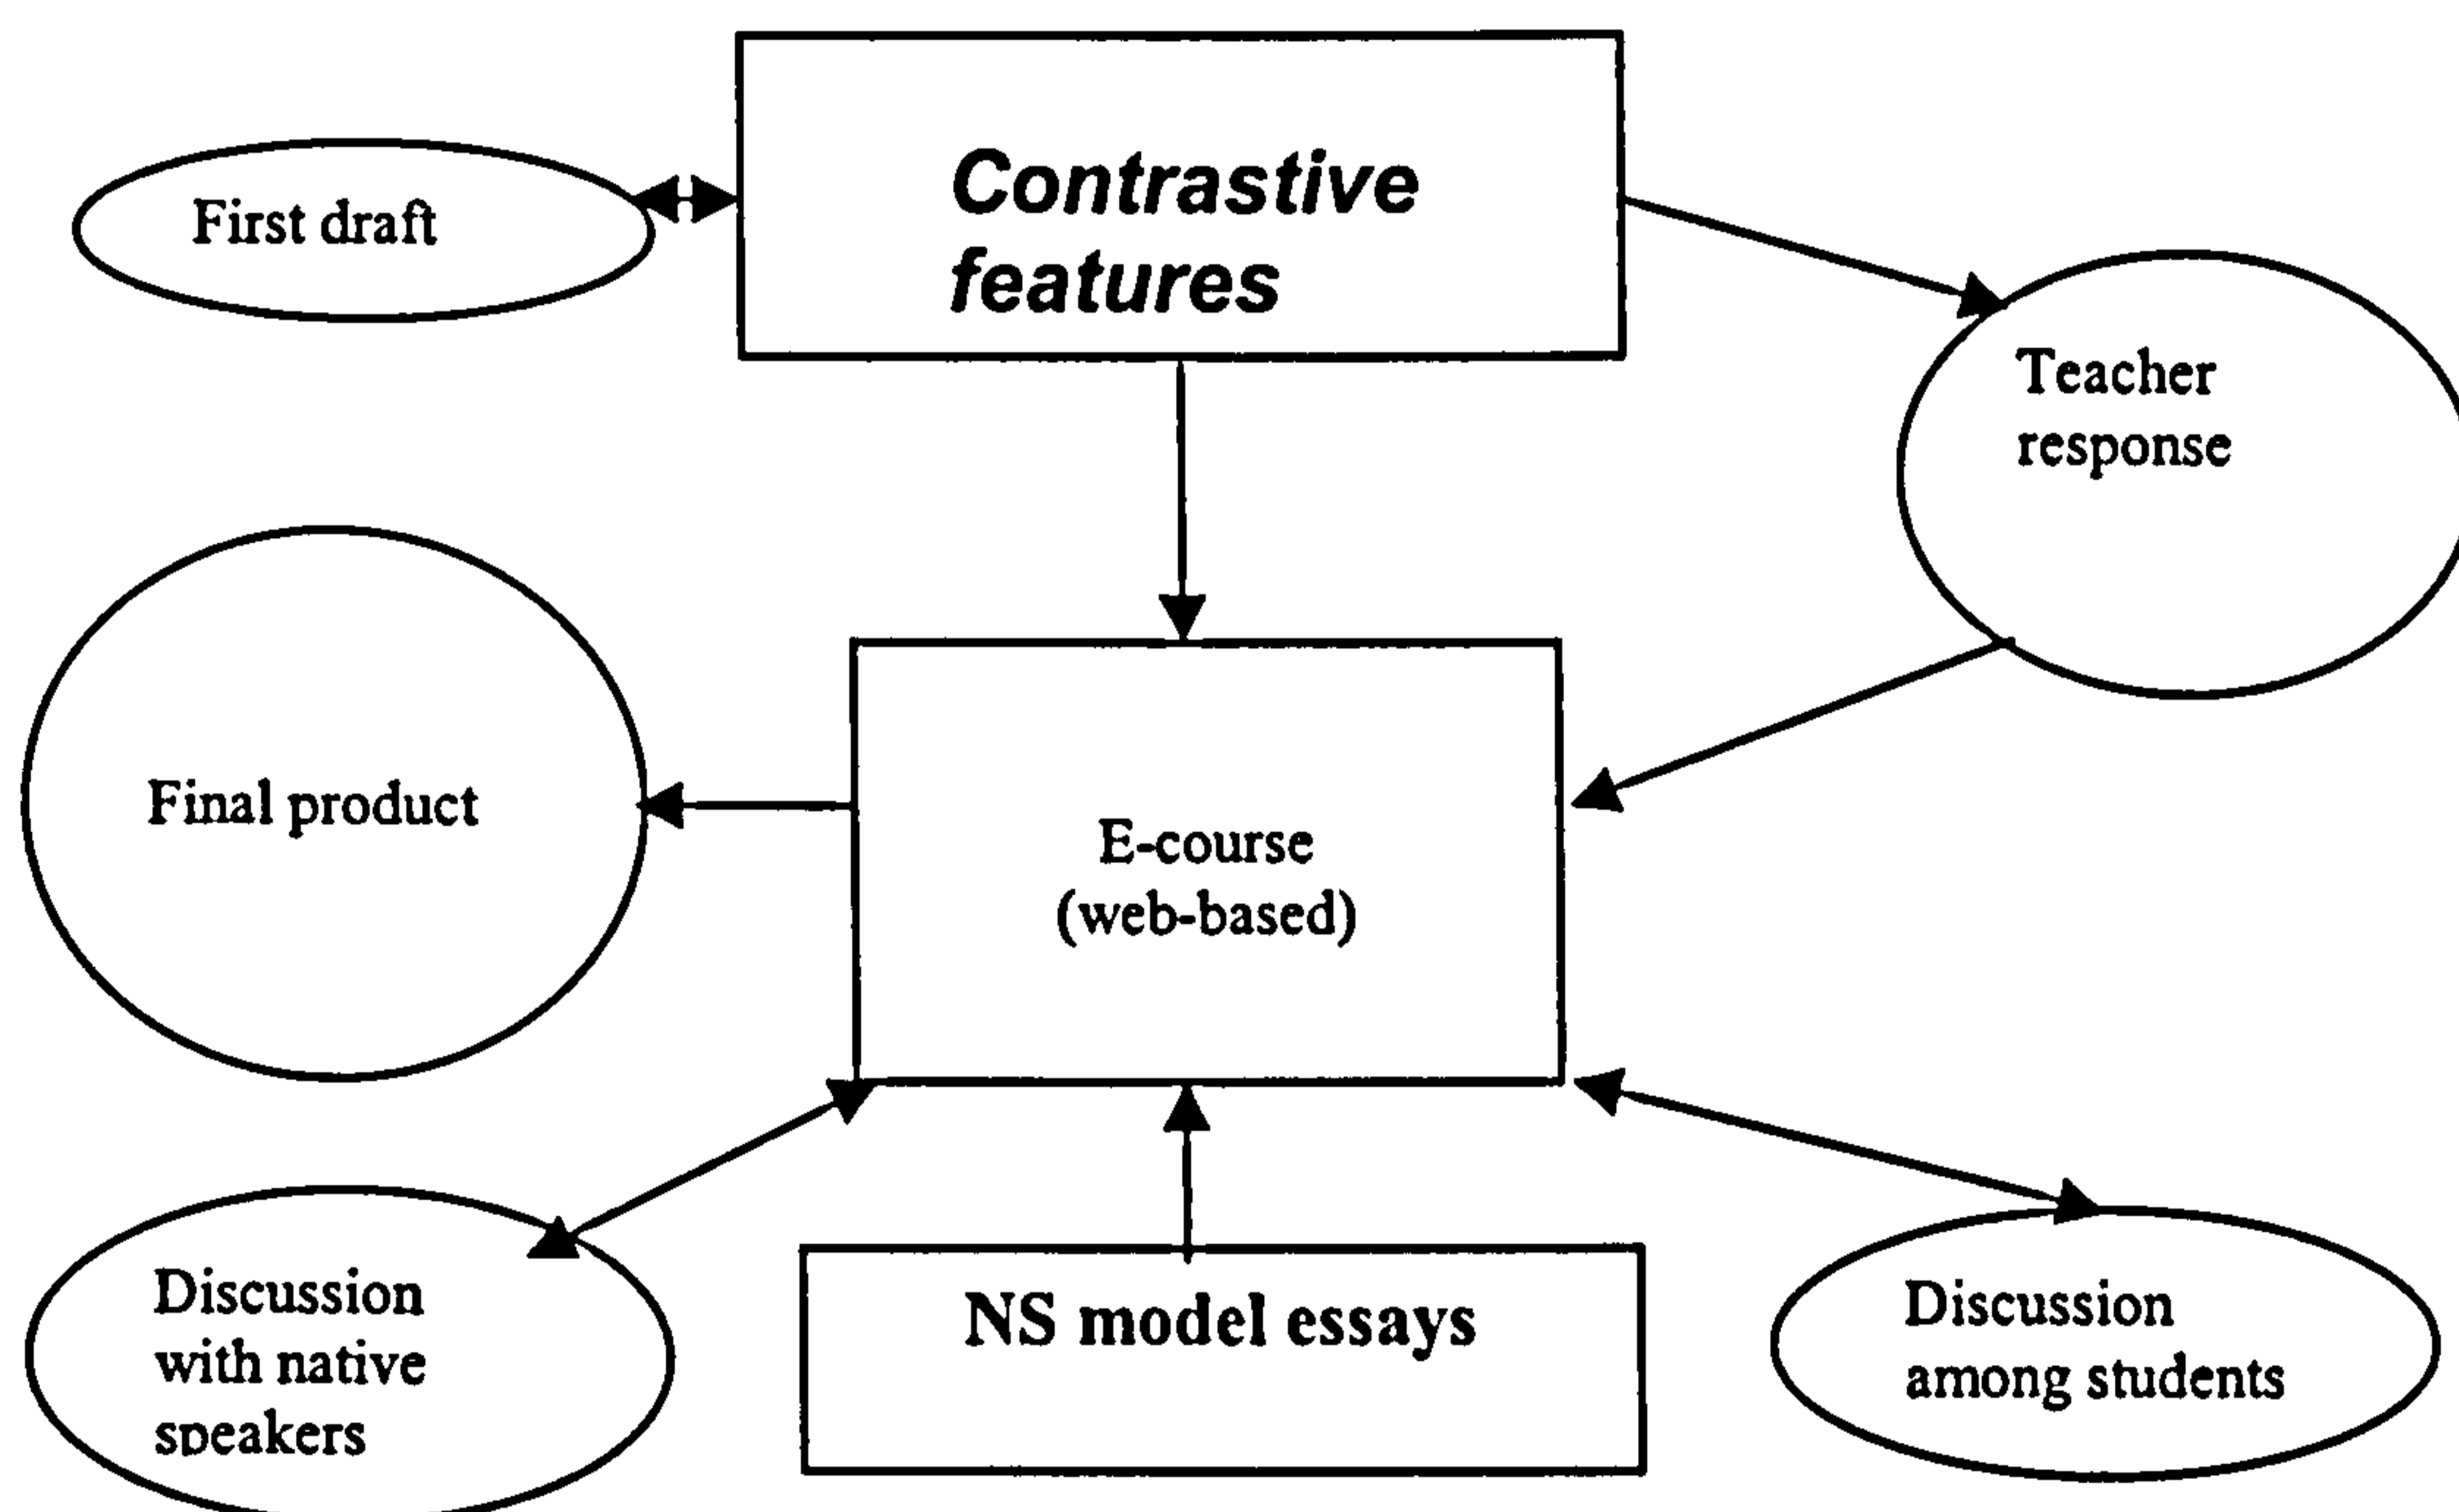 Contrastive
features
First draft
Teacher
response
Final product
E-course
(web-based)
Discussion
with native
speakers
NS model essays
Discussion
among students